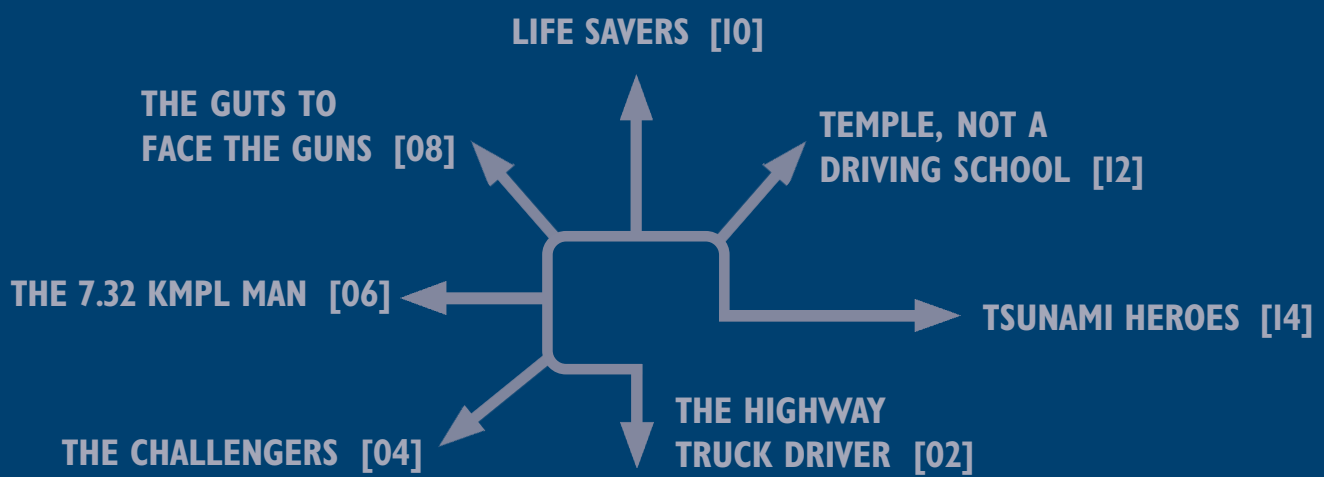 LIFE SAVERS [10]
THE GUTS TO
FACE THE GUNS [08]
TEMPLE, NOT A
DRIVING SCHOOL [12]
THE 7.32 KMPL MAN [06]
TSUNAMI HEROES [14]
THE HIGHWAY
TRUCK DRIVER [02]
THE CHALLENGERS [04]